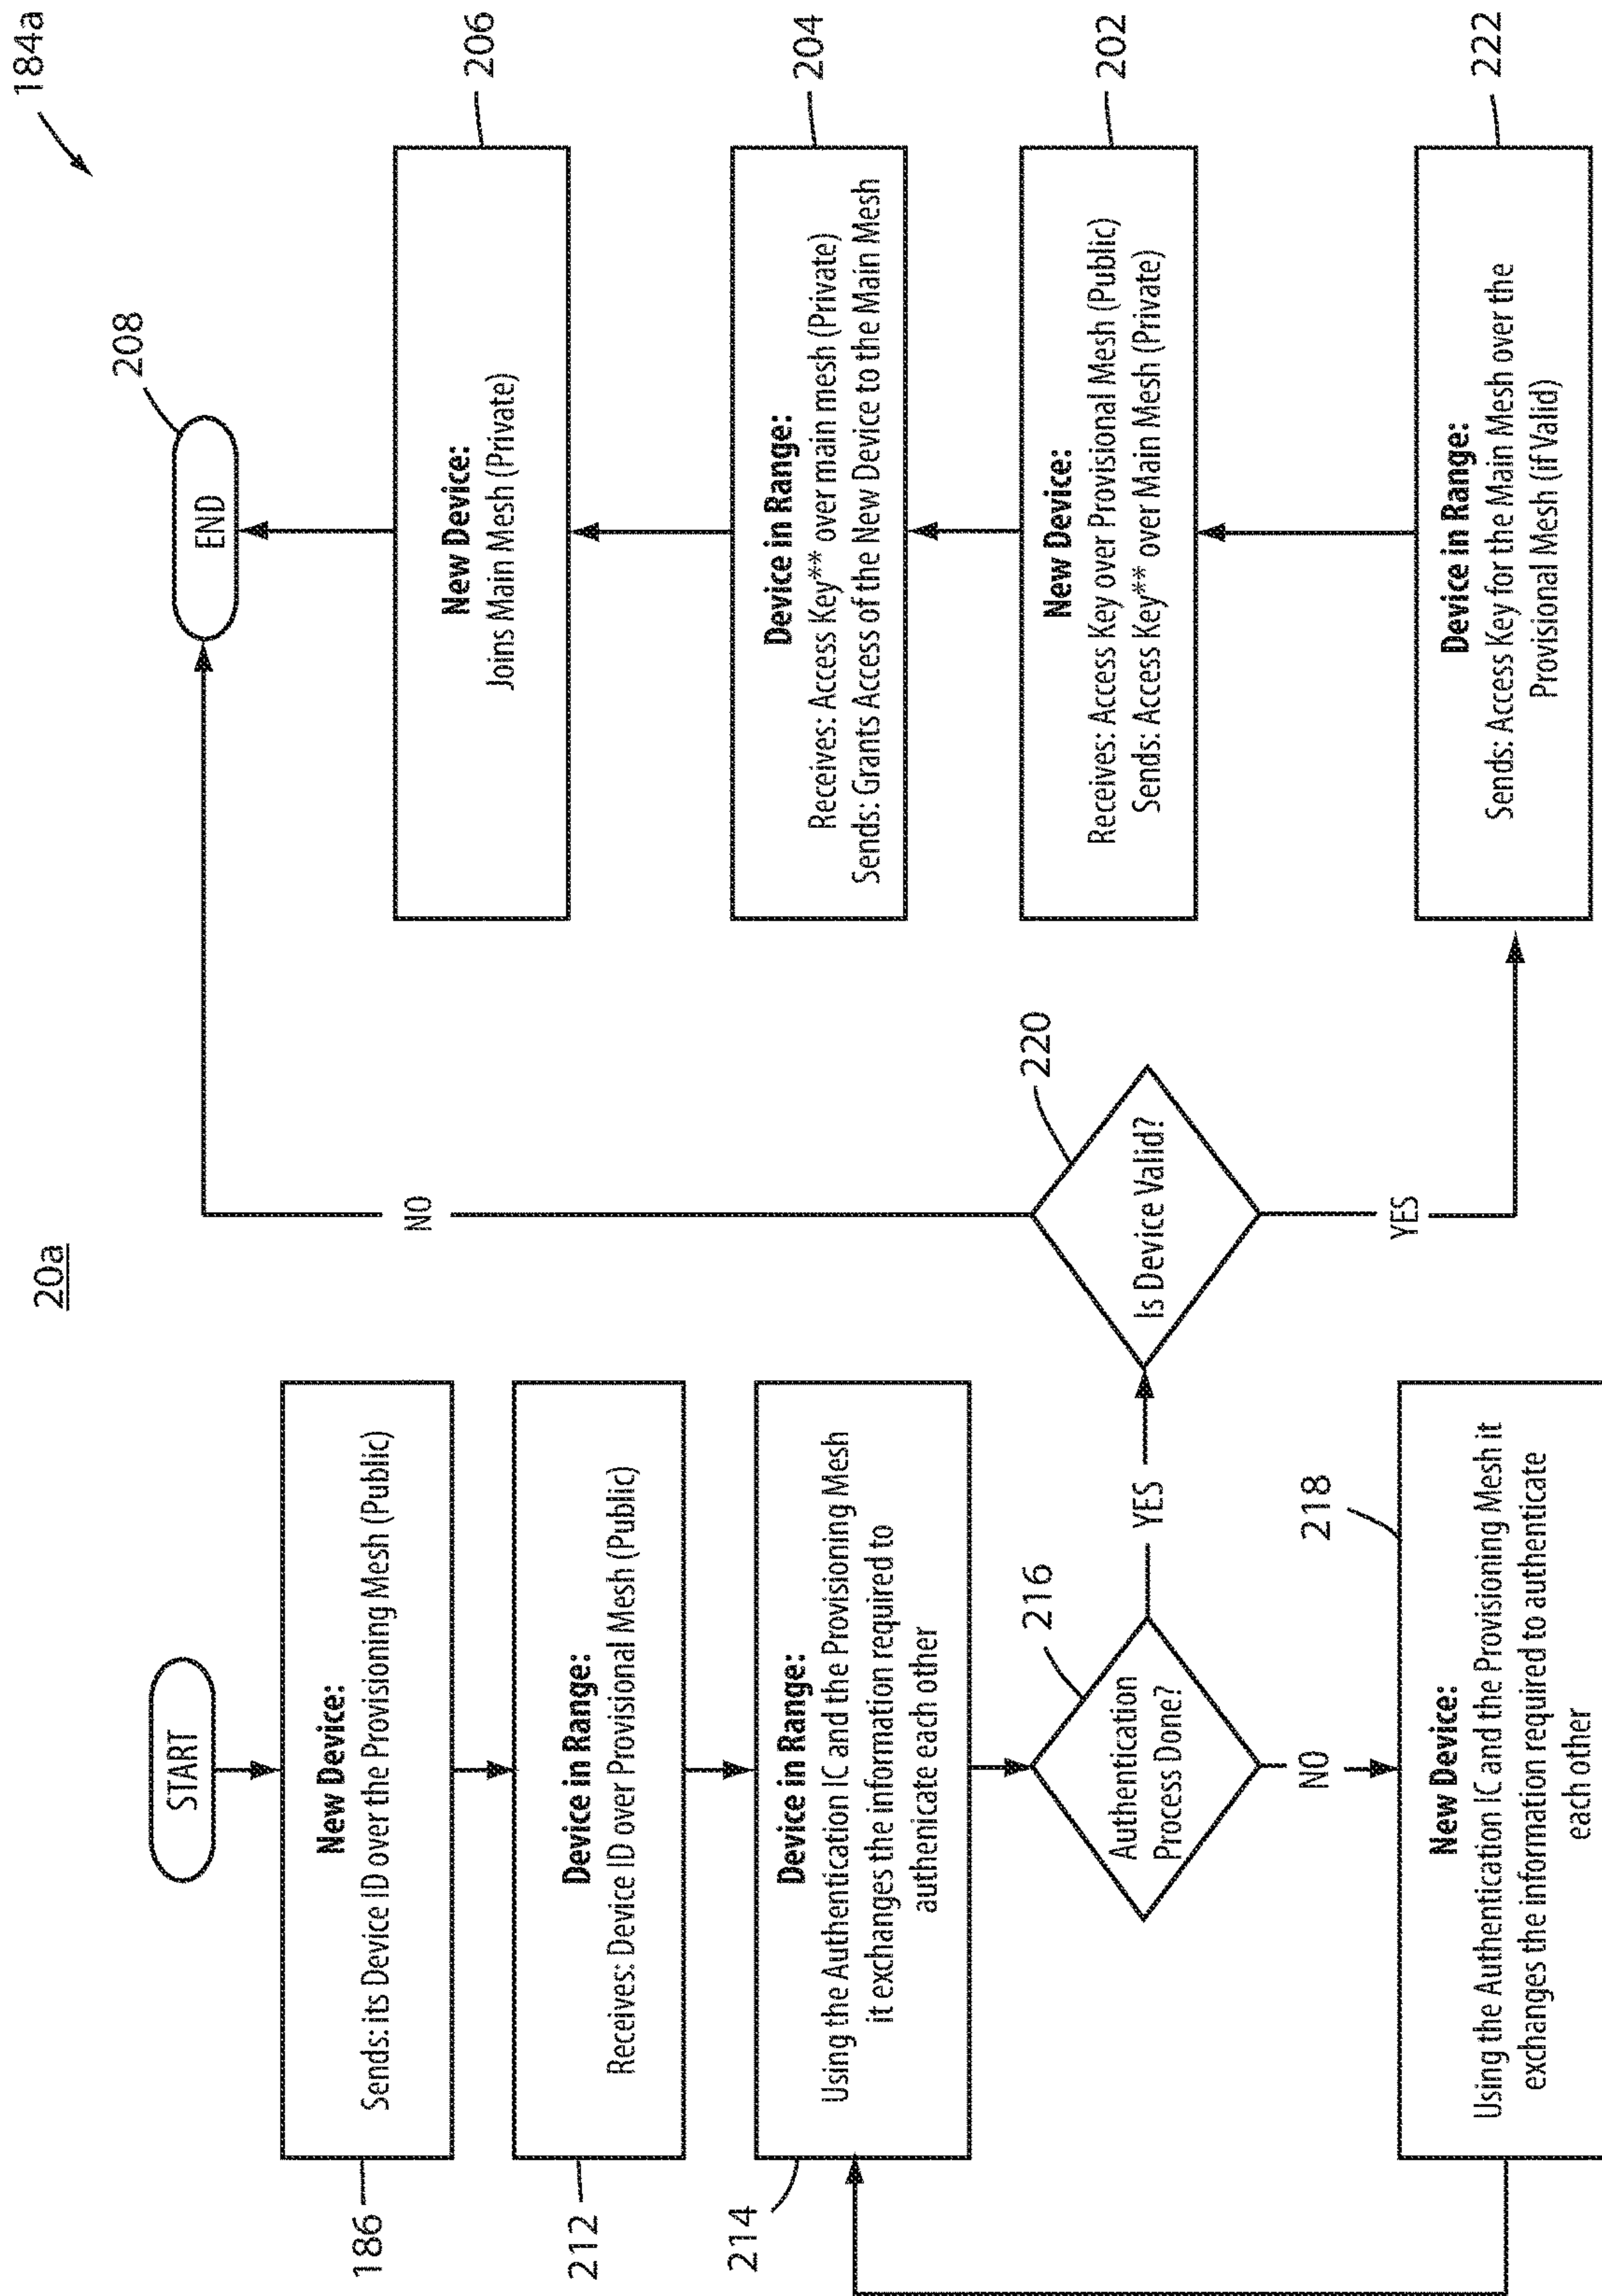 20a
184a
START
186
New Device:
Sends: its Device ID over the Provisioning Mesh (Public)
212
Device in Range:
Receives: Device ID over Provisional Mesh (Public)
214
Device in Range:
Using the Authentication IC and the Provisioning Mesh
it exchanges the information required to
authenicate each other
216
Authentication
Process Done?
YES
NO
218
New Device:
Using the Authentication IC and the Provisioning Mesh it
exchanges the information required to authenticate
each other
220
Is Device Valid?
NO
YES
222
Device in Range:
Sends: Access Key for the Main Mesh over the
Provisional Mesh (if Valid)
202
New Device:
Receives: Access Key over Provisional Mesh (Public)
Sends: Access Key** over Main Mesh (Private)
204
Device in Range:
Receives: Access Key** over main mesh (Private)
Sends: Grants Access of the New Device to the Main Mesh
206
New Device:
Joins Main Mesh (Private)
208
END